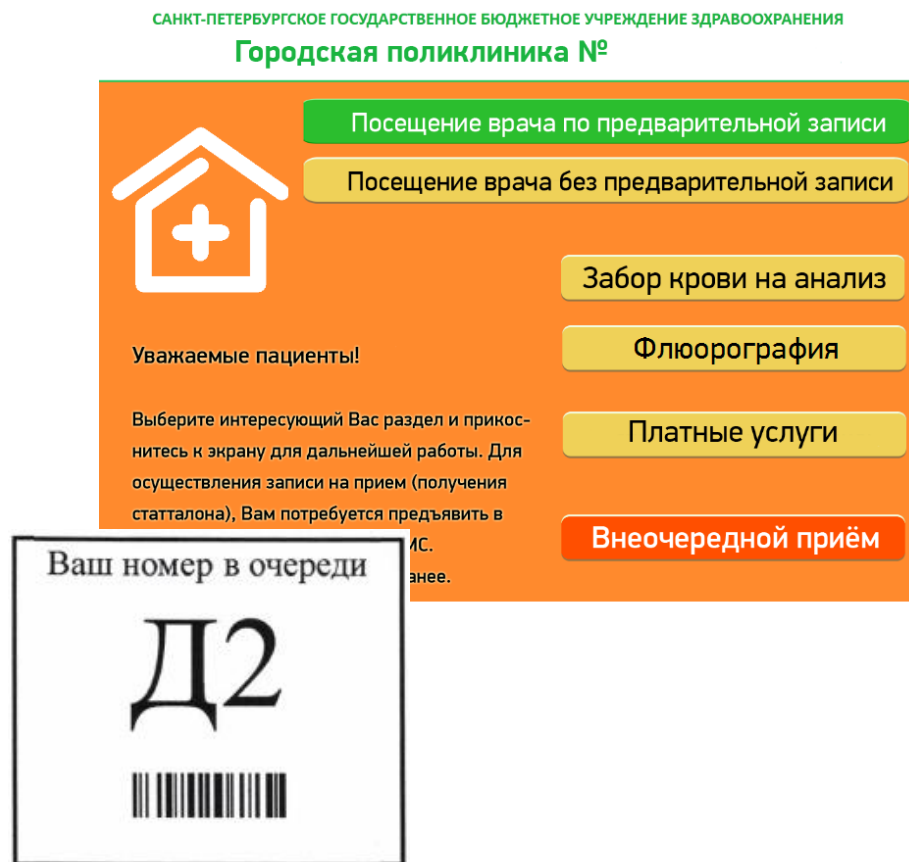 САНКТ-ПЕТЕРБУРГСКОЕ ГОСУДАРСТВЕННОЕ БЮДЖЕТНОЕ УЧРЕЖДЕНИЕ ЗДРАВООХРАНЕНИЯ
Городская поликлиника №
Посещение врача по предварительной записи
Посещение врача без предварительной записи
Забор крови на анализ
Флюорография
Платные услуги
Внеочередной приём
Уважаемые пациенты!
Выберите интересующий Вас раздел и прикос-
нитесь к экрану для дальнейшей работы. Для
осуществления записи на прием (получения
статталона), Вам потребуется предъявить в
МС.
анее.
Ваш номер в очереди
Д2